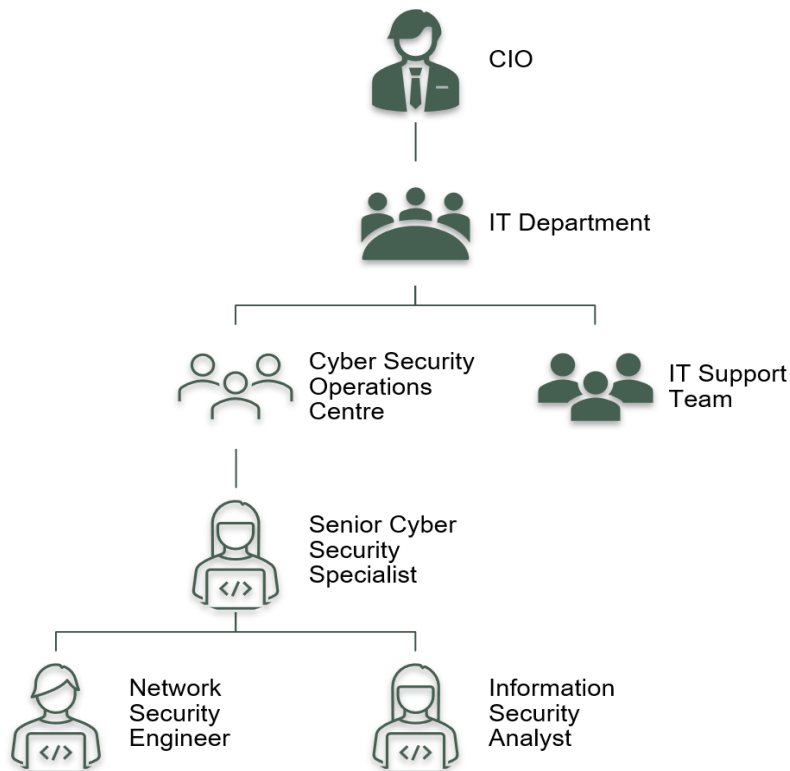 CIO
IT Department
Cyber Security
Operations
Centre
IT Support
Team
Senior Cyber
Security
Specialist
</>
Network
Security
Engineer
</>
Information
Security
Analyst
</>